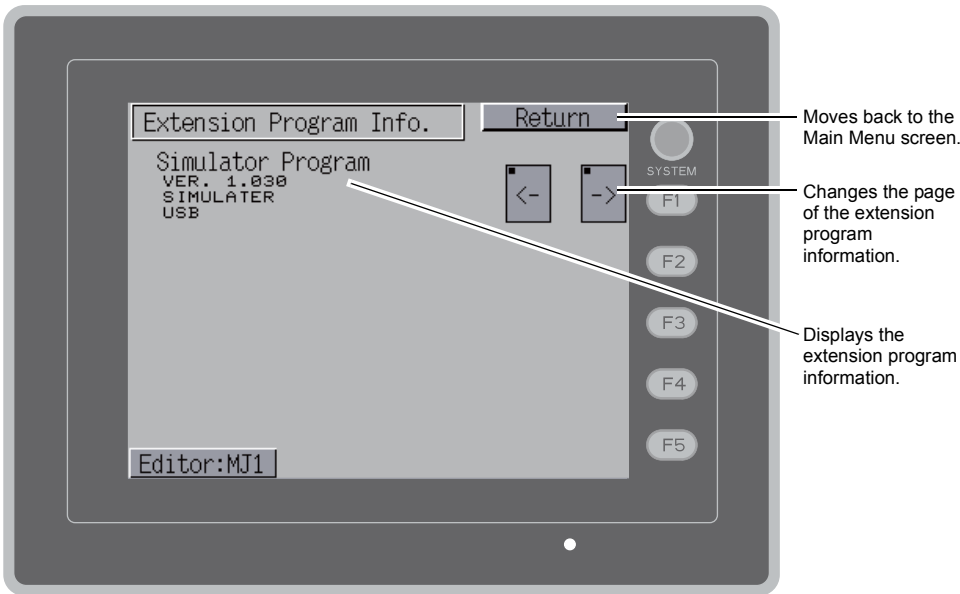 Extension Program Info.
Return
Simulator Program
VER. 1.030
SIMULATER
USB
<-
->
Editor:MJ1
SYSTEM
F1
F2
F3
F4
F5
Moves back to the
Main Menu screen.
Changes the page
of the extension
program
information.
Displays the
extension program
information.